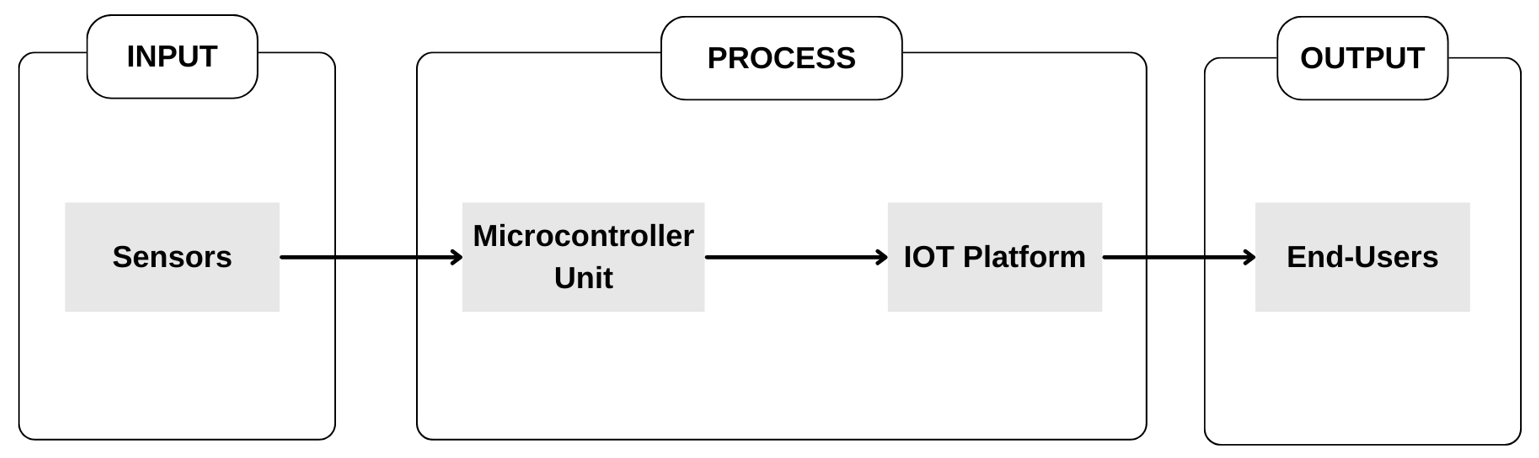 INPUT
PROCESS
OUTPUT
Sensors
Microcontroller
Unit
IOT Platform
End-Users